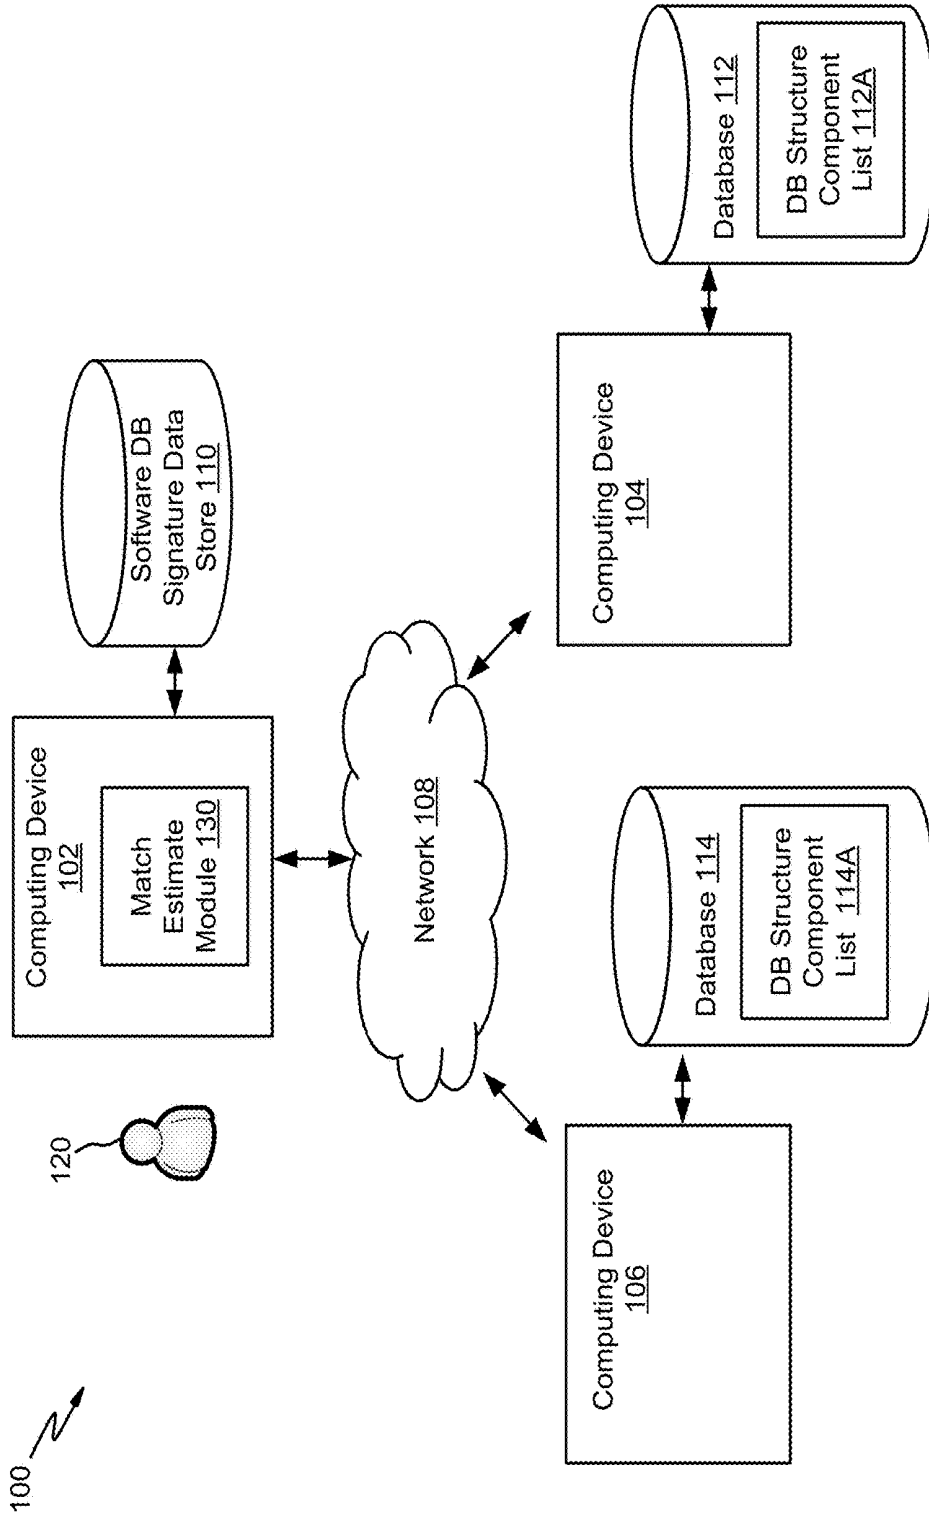 100
120
Computing Device
102
Match
Estimate
Module 130
Software DB
Signature Data
Store 110
Network 108
Computing Device
106
Database 114
DB Structure
Component
List 114A
Computing Device
104
Database 112
DB Structure
Component
List 112A